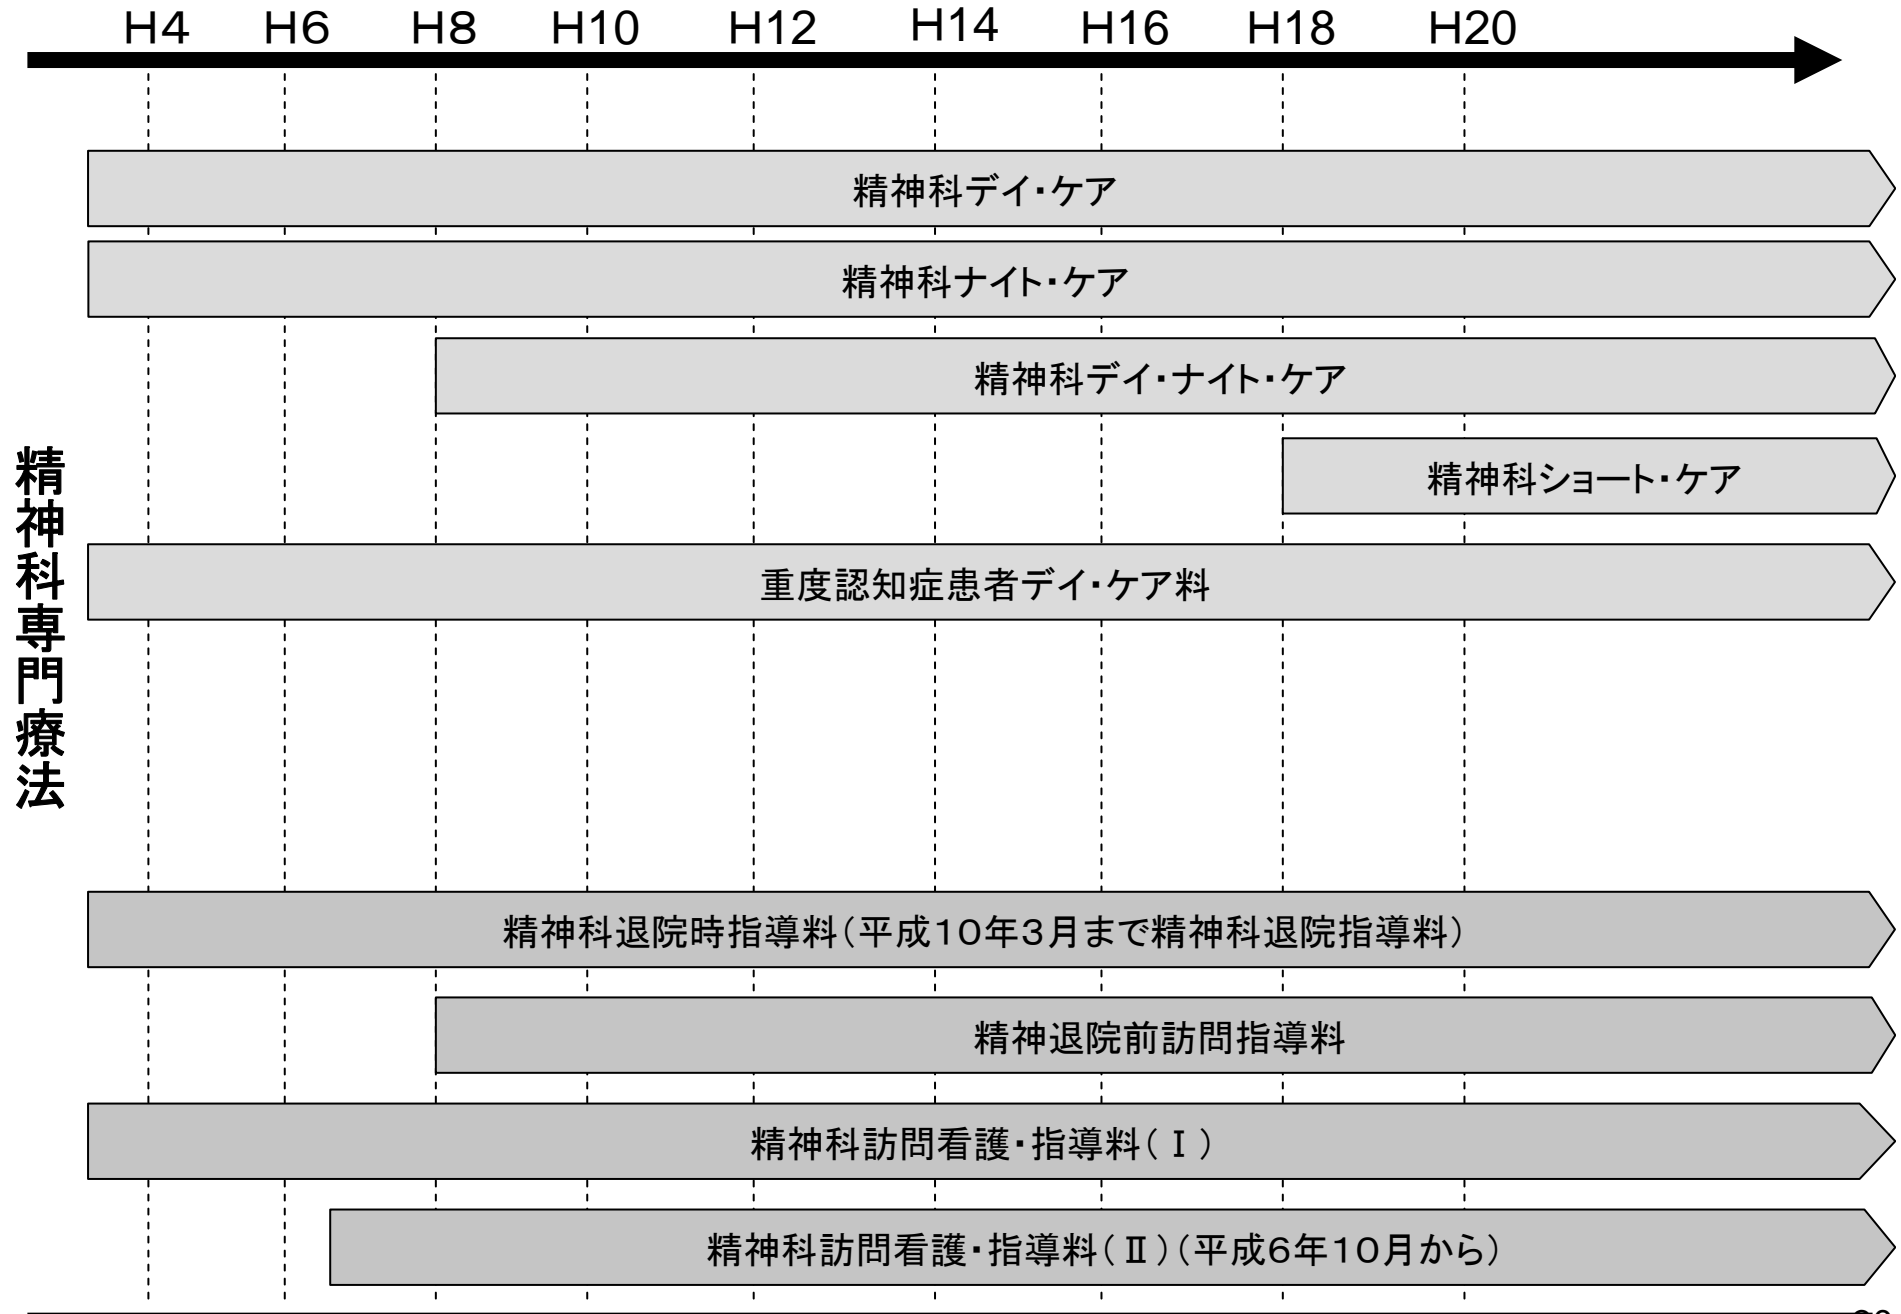 H4 H6 H8 H10 H12 H14 H16 H18 H20
精神科デイ・ケア
精神科ナイト・ケア
精神科デイ・ナイト・ケア
精神科ショート・ケア
重度認知症患者デイ・ケア料
精神科専門療法
精神科退院時指導料（平成１０年３月まで精神科退院指導料）
精神退院前訪問指導料
精神科訪問看護・指導料（Ⅰ）
精神科訪問看護・指導料（Ⅱ）（平成６年１０月から）